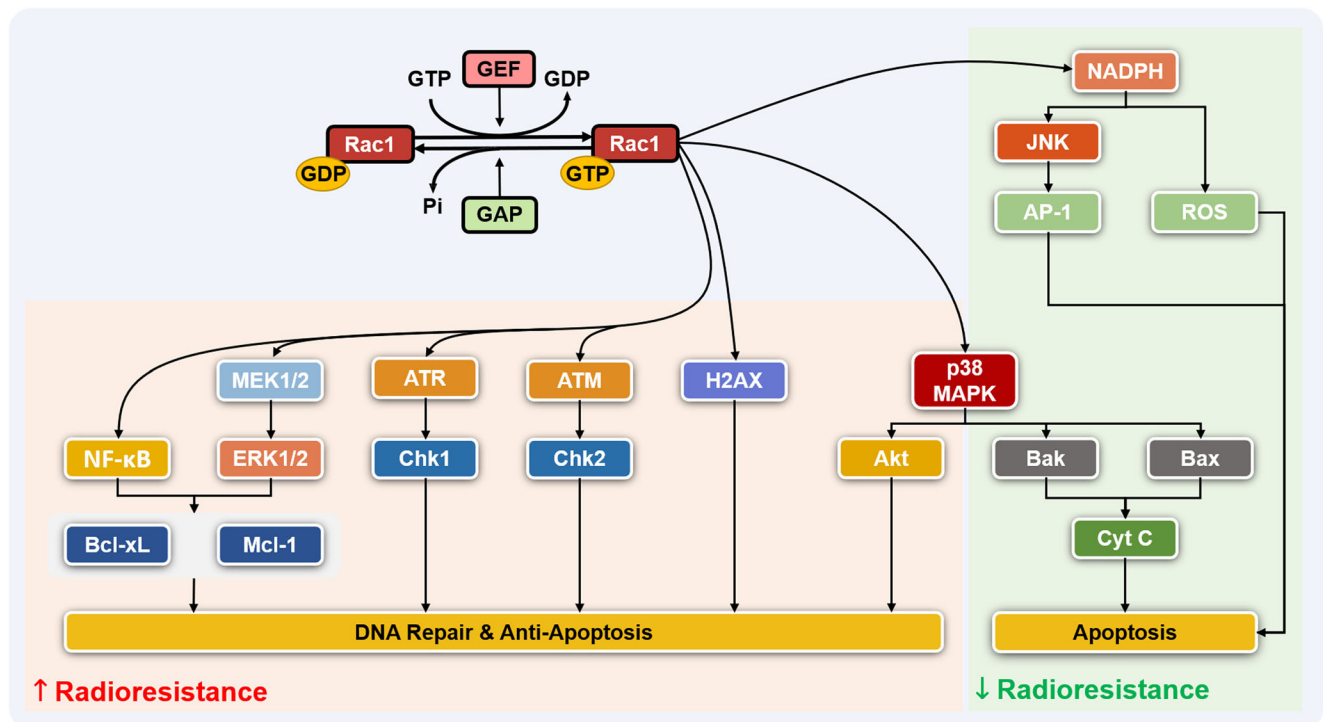 GTP
GEF
GDP
Rac1
GDP
Rac1
GTP
Pi
GAP
NADPH
JNK
AP-1
ROS
MEK1/2
ATR
ATM
H2AX
p38
MAPK
NF-κB
ERK1/2
Chk1
Chk2
Akt
Bak
Bax
Bcl-xL
Mcl-1
Cyt C
DNA Repair & Anti-Apoptosis
Apoptosis
↑ Radioresistance
↓ Radioresistance